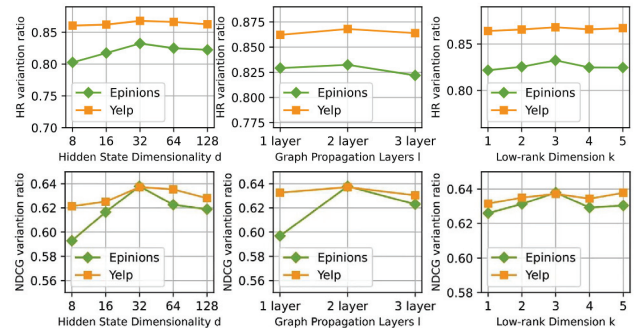 HR variantion ratio
0.85
0.80
0.75
0.70
Epinions
Yelp
8 16 32 64 128
Hidden State Dimensionality d
HR variantion ratio
0.875
0.850
0.825
0.800
0.775
Epinions
Yelp
1 layer 2 layer 3 layer
Graph Propagation Layers l
HR variantion ratio
0.85
0.80
Epinions
Yelp
1 2 3 4 5
Low-rank Dimension k
NDCG variantion ratio
0.64
0.62
0.60
0.58
0.56
Epinions
Yelp
8 16 32 64 128
Hidden State Dimensionality d
NDCG variantion ratio
0.64
0.62
0.60
0.58
0.56
Epinions
Yelp
1 layer 2 layer 3 layer
Graph Propagation Layers l
NDCG variantion ratio
0.64
0.62
0.60
0.58
Epinions
Yelp
1 2 3 4 5
Low-rank Dimension k